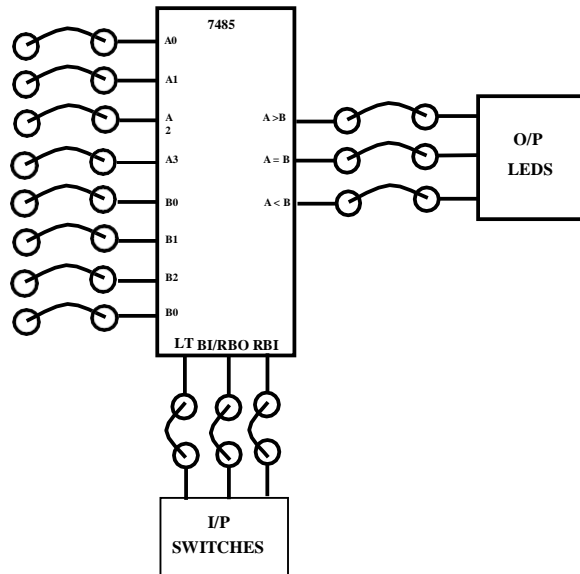 7485
A0
A1
A
2
A3
B0
B1
B2
B0
A >B
A = B
A < B
O/P
LEDS
LT BI/RBO RBI
I/P
SWITCHES